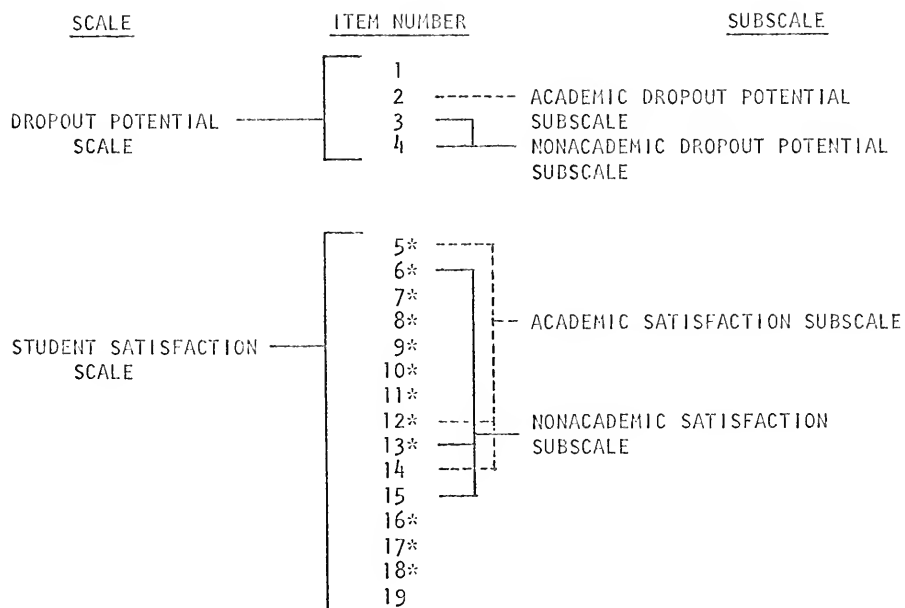 SCALE ITEM NUMBER SUBSCALE
1
2 ACADEMIC DROPOUT POTENTIAL
DROPOUT POTENTIAL 3 SUBSCALE
SCALE 4 NONACADEMIC DROPOUT POTENTIAL
SUBSCALE
5*
6*
7*
8* ACADEMIC SATISFACTION SUBSCALE
STUDENT SATISFACTION 9*
SCALE 10*
11*
12* NONACADEMIC SATISFACTION
13* SUBSCALE
14
15
16*
17*
18*
19